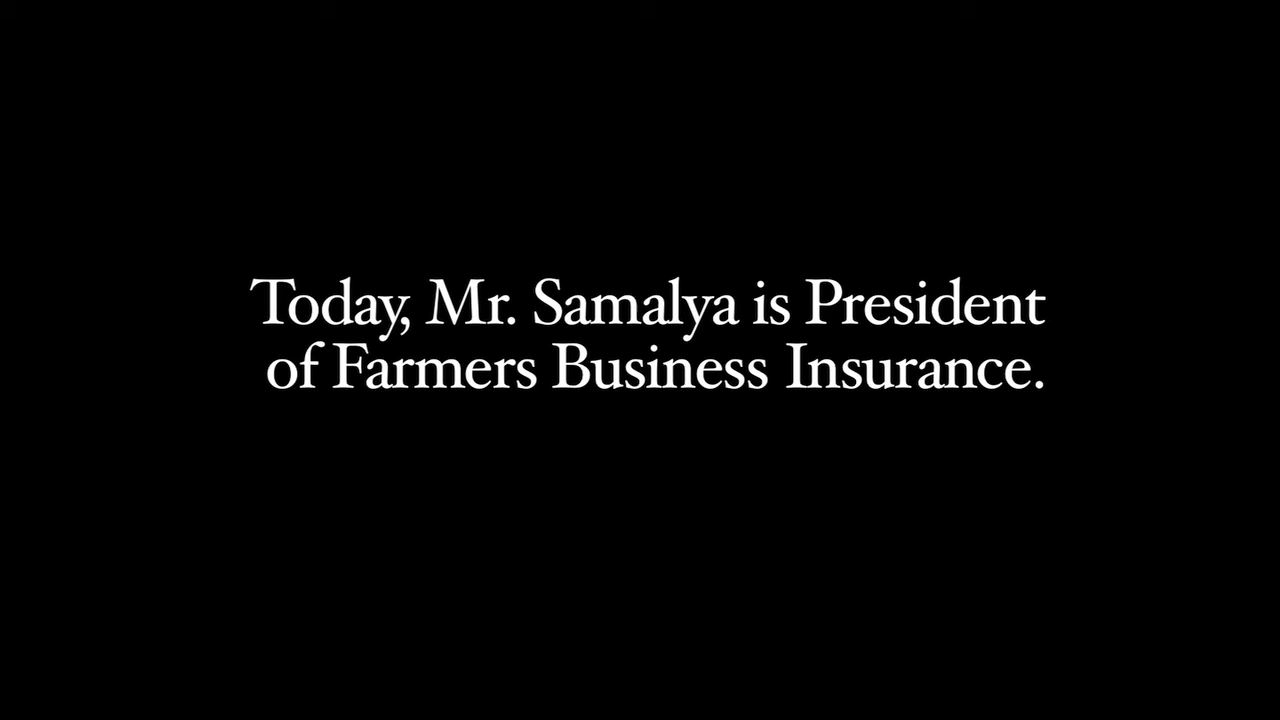 Today, Mr. Samalya is President
of Farmers Business Insurance.